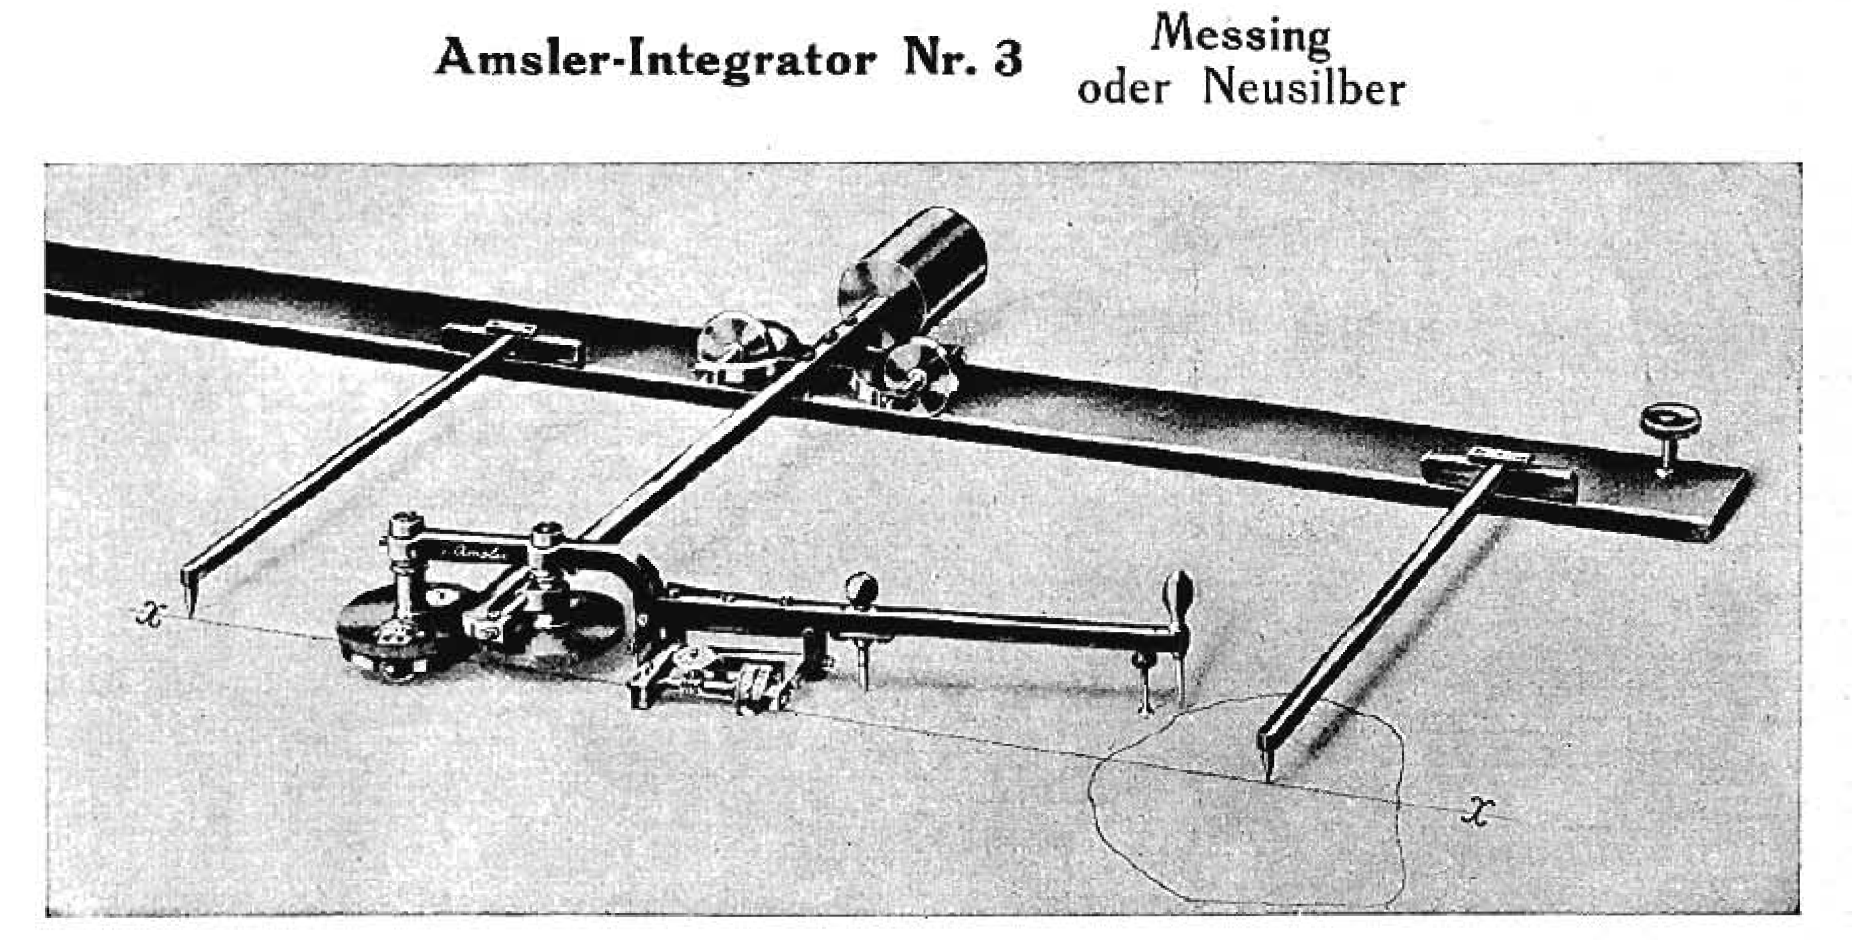 Amsler-Integrator Nr. 3
Messing
oder Neusilber
Amsler
x
x